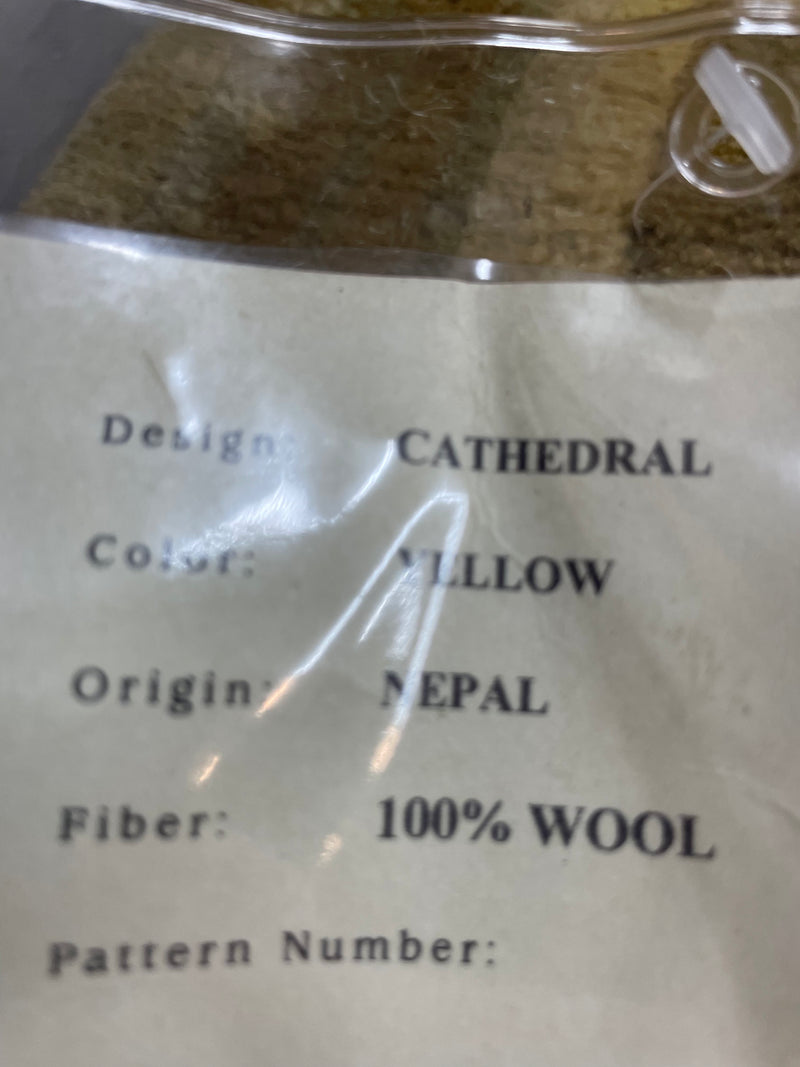 Design: CATHEDRAL
Color: YELLOW
Origin: NEPAL
Fiber: 100% WOOL
Pattern Number: